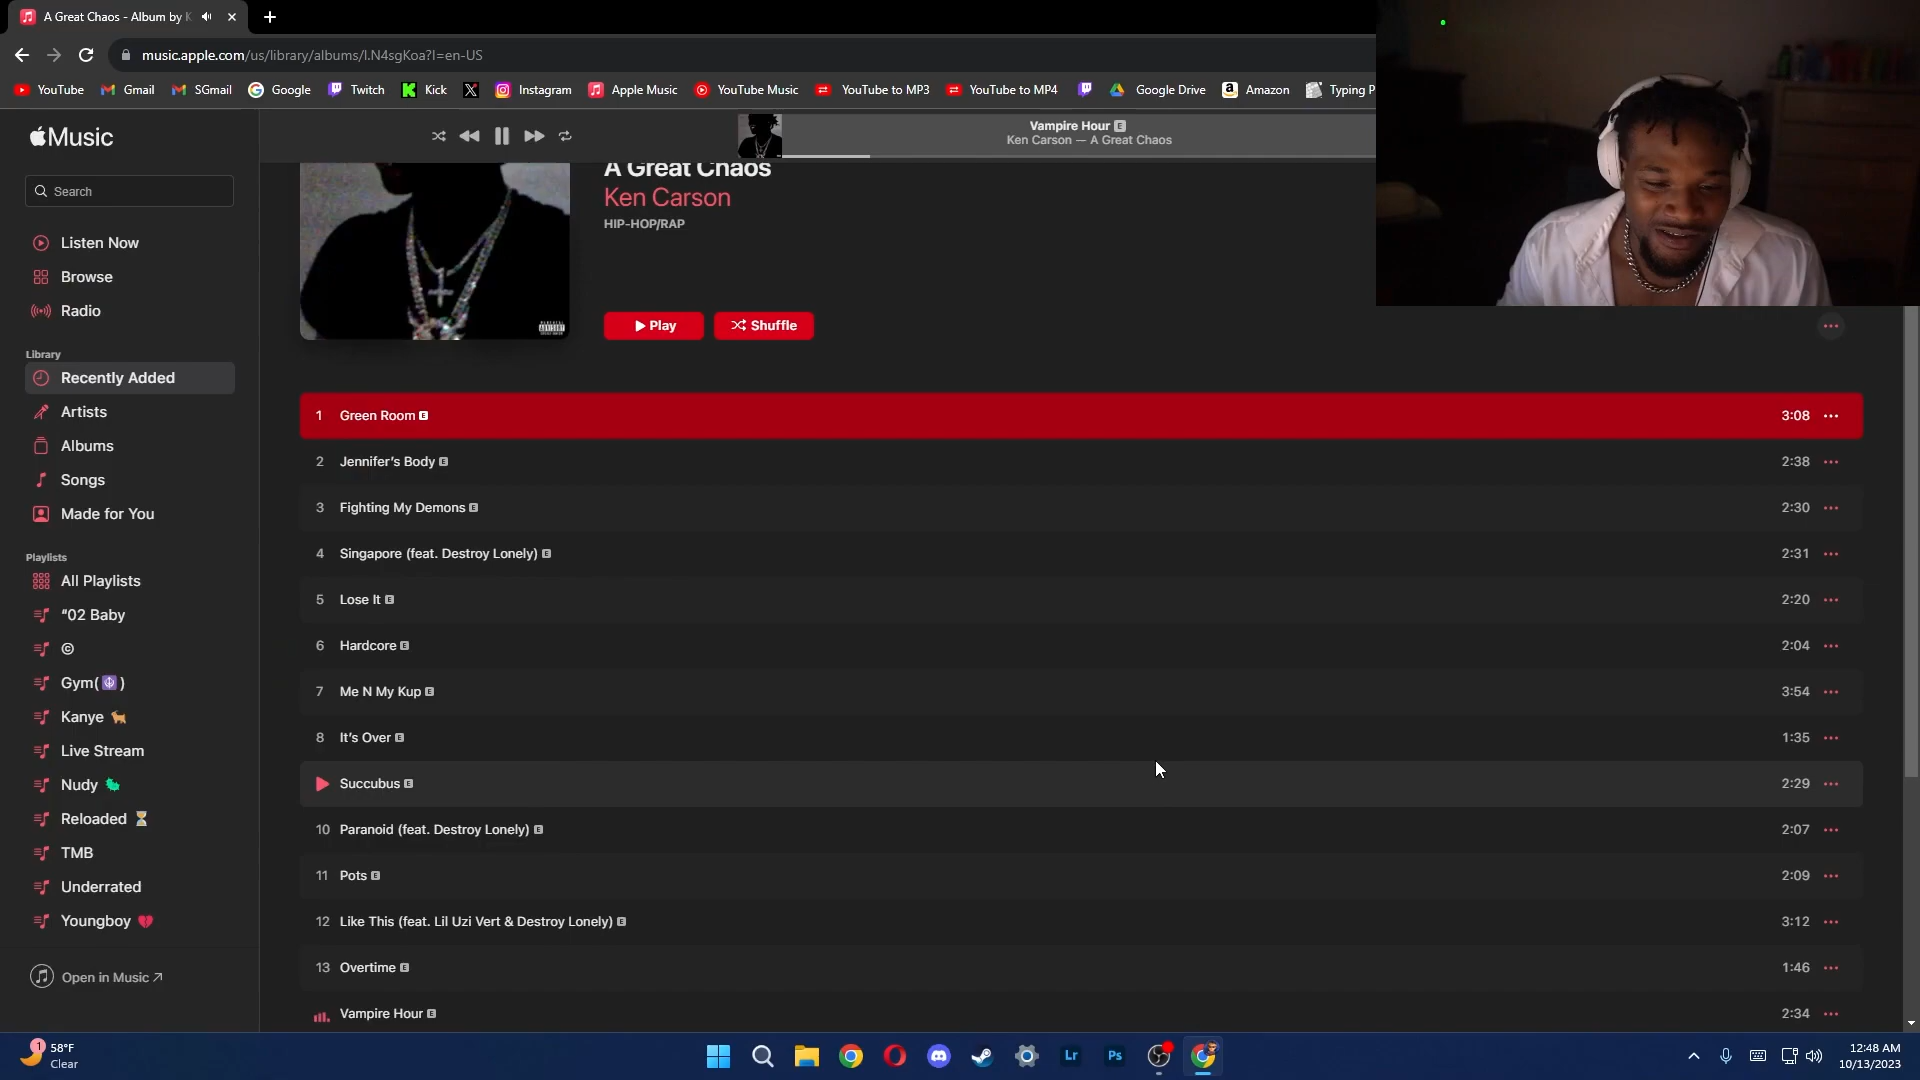 A Great Chaos - Album by K
music.apple.com/us/library/albums/l.N4sgKoa?l=en-US
YouTube Gmail SGmail Google Twitch Kick Instagram Apple Music YouTube Music YouTube to MP3 YouTube to MP4 Google Drive Amazon Typing P
Music
Vampire Hour E
Ken Carson — A Great Chaos
Search
Listen Now
Browse
Radio
Library
Recently Added
Artists
Albums
Songs
Made for You
Playlists
All Playlists
“02 Baby
©
Gym(☮️)
Kanye 🐐
Live Stream
Nudy
Reloaded ⏳
TMB
Underrated
Youngboy 💔
Open in Music ↗
A Great Chaos
Ken Carson
HIP-HOP/RAP
Play Shuffle
1 Green Room E 3:08
2 Jennifer’s Body E 2:38
3 Fighting My Demons E 2:30
4 Singapore (feat. Destroy Lonely) E 2:31
5 Lose It E 2:20
6 Hardcore E 2:04
7 Me N My Kup E 3:54
8 It’s Over E 1:35
Succubus E 2:29
10 Paranoid (feat. Destroy Lonely) E 2:07
11 Pots E 2:09
12 Like This (feat. Lil Uzi Vert & Destroy Lonely) E 3:12
13 Overtime E 1:46
Vampire Hour E 2:34
1
58°F
Clear
Lr Ps
12:48 AM
10/13/2023